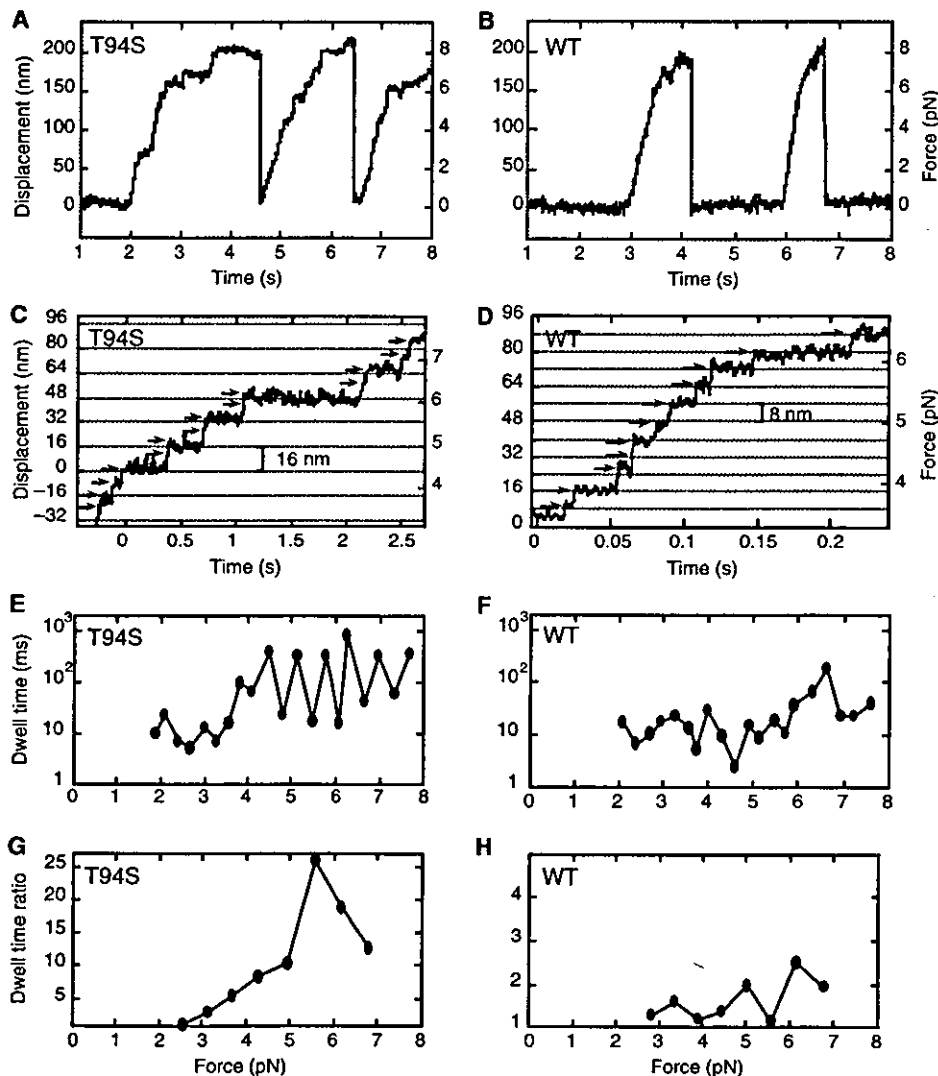 A
T94S
Displacement (nm)
200
150
100
50
0
8
6
4
2
0
1 2 3 4 5 6 7 8
Time (s)
B
WT
200
150
100
50
0
8
6
4
2
0
Force (pN)
1 2 3 4 5 6 7 8
Time (s)
C
T94S
Displacement (nm)
96
80
64
48
32
16
0
−16
−32
7
6
5
4
16 nm
0 0.5 1 1.5 2 2.5
Time (s)
D
WT
96
80
64
48
32
16
0
6
5
4
Force (pN)
8 nm
0 0.05 0.1 0.15 0.2
Time (s)
E
T94S
Dwell time (ms)
10³
10²
10
1
0 1 2 3 4 5 6 7 8
F
WT
10³
10²
10
1
0 1 2 3 4 5 6 7 8
G
T94S
Dwell time ratio
25
20
15
10
5
0 1 2 3 4 5 6 7 8
Force (pN)
H
WT
5
4
3
2
1
0 1 2 3 4 5 6 7 8
Force (pN)